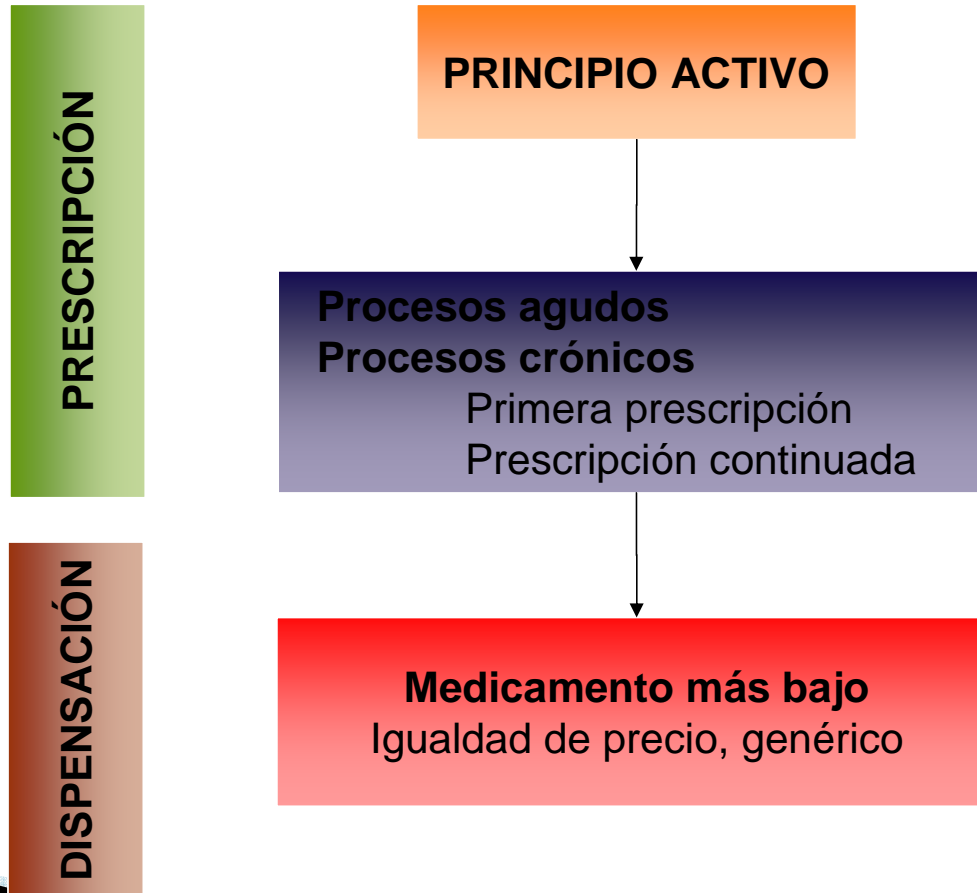 PRESCRIPCIÓN
PRINCIPIO ACTIVO
Procesos agudos
Procesos crónicos
Primera prescripción
Prescripción continuada
DISPENSACIÓN
Medicamento más bajo
Igualdad de precio, genérico